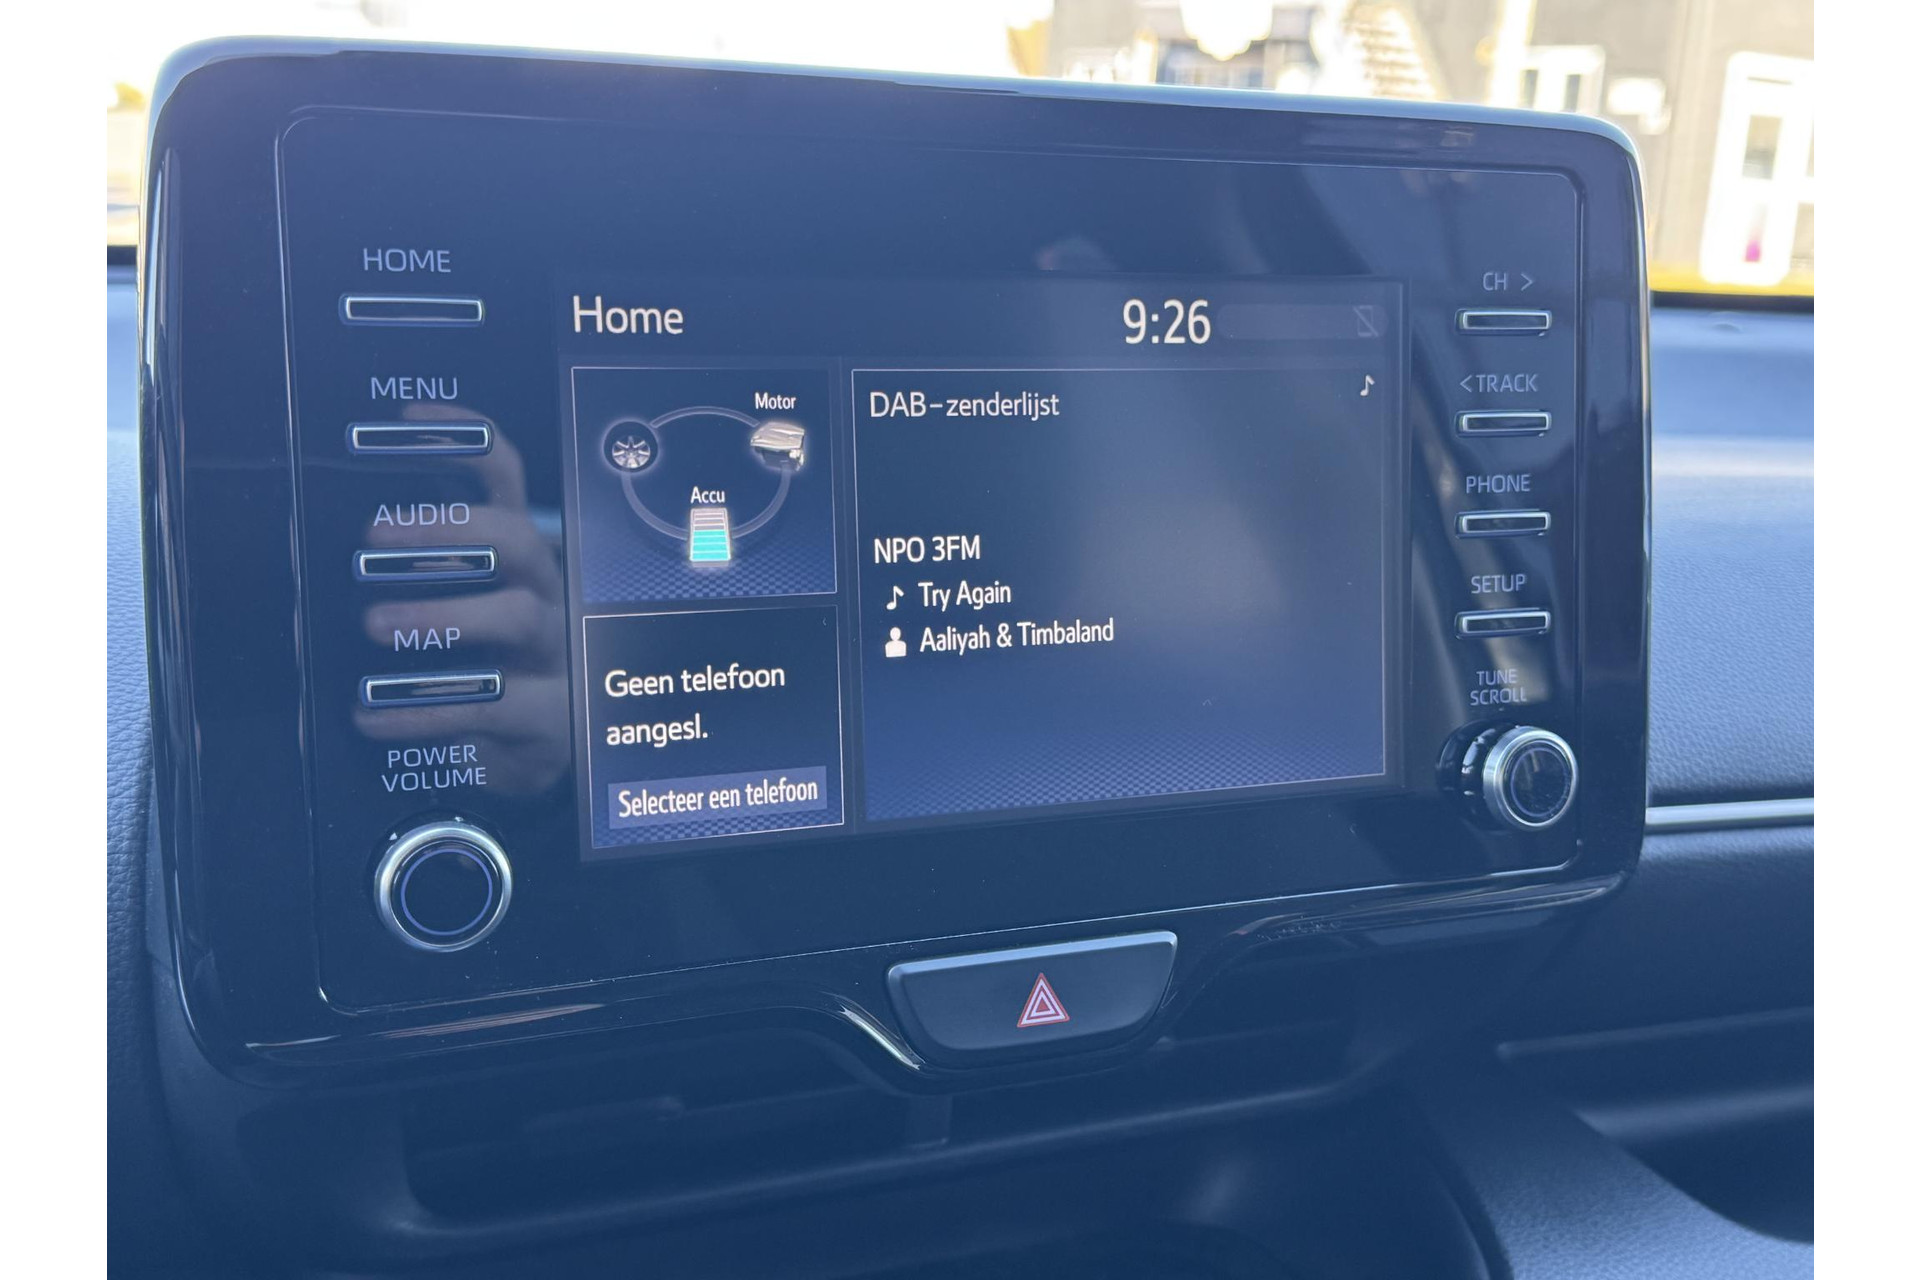 HOME
MENU
AUDIO
MAP
POWER
VOLUME
Home
9:26
Motor
Accu
Geen telefoon
aangesl.
Selecteer een telefoon
DAB-zenderlijst
NPO 3FM
Try Again
Aaliyah & Timbaland
CH >
<TRACK
PHONE
SETUP
TUNE
SCROLL